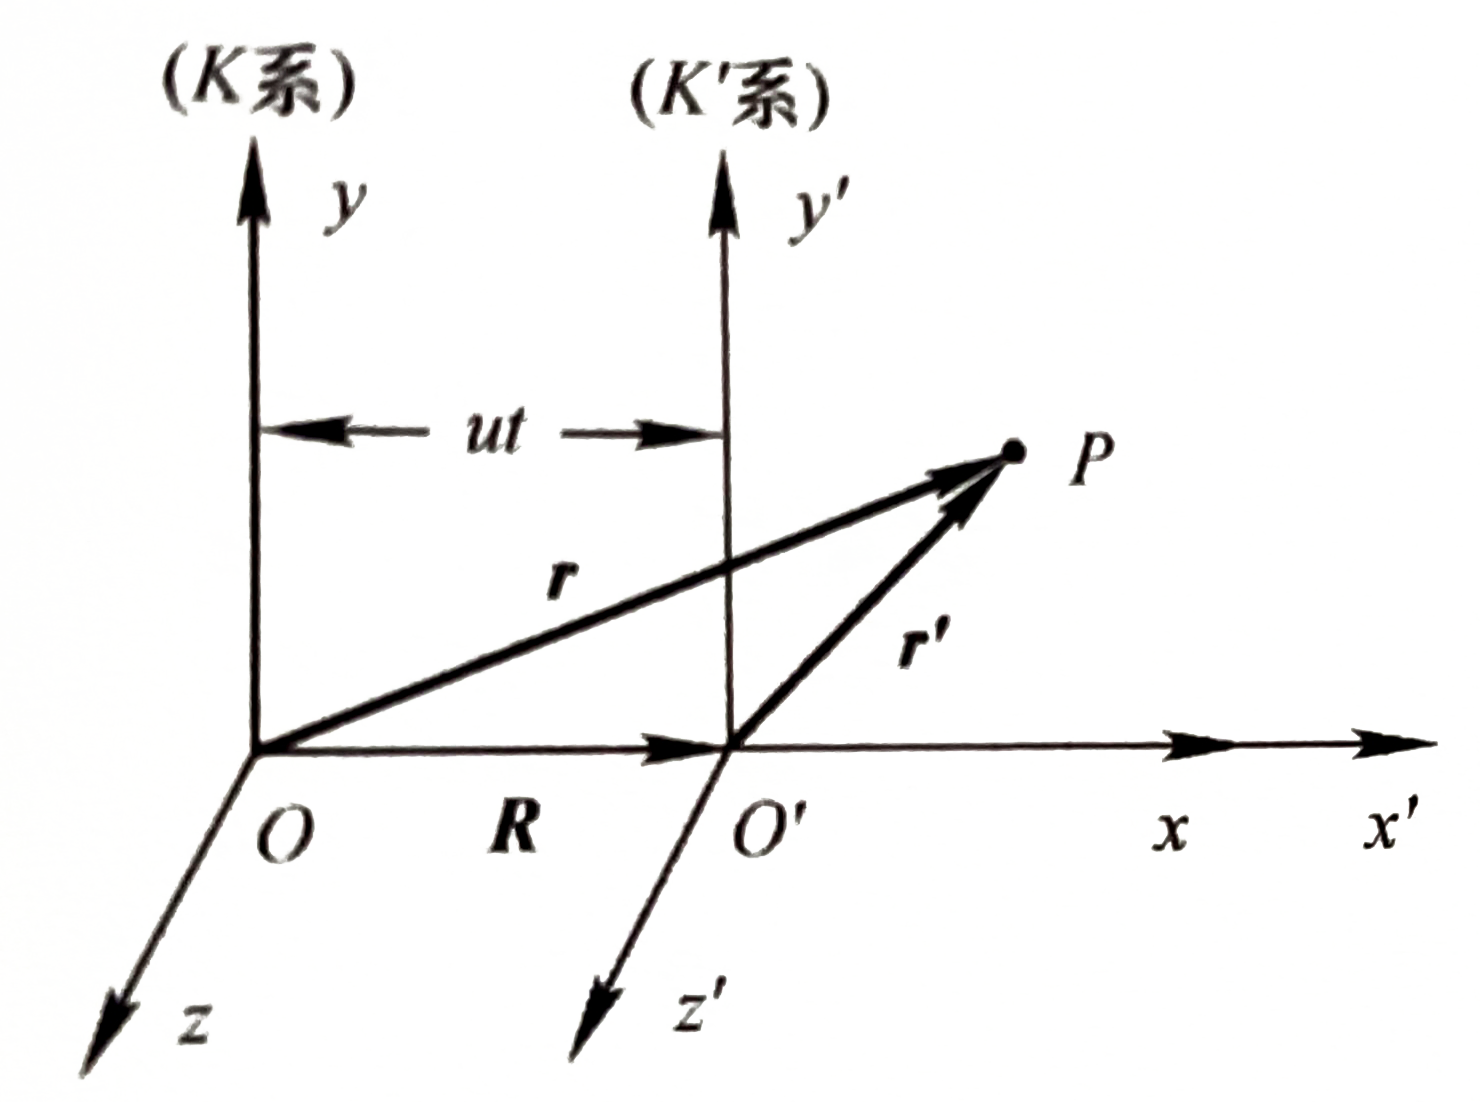 (K系) (K'系)
y y'
ut
P
r
r'
O R O' x x'
z z'